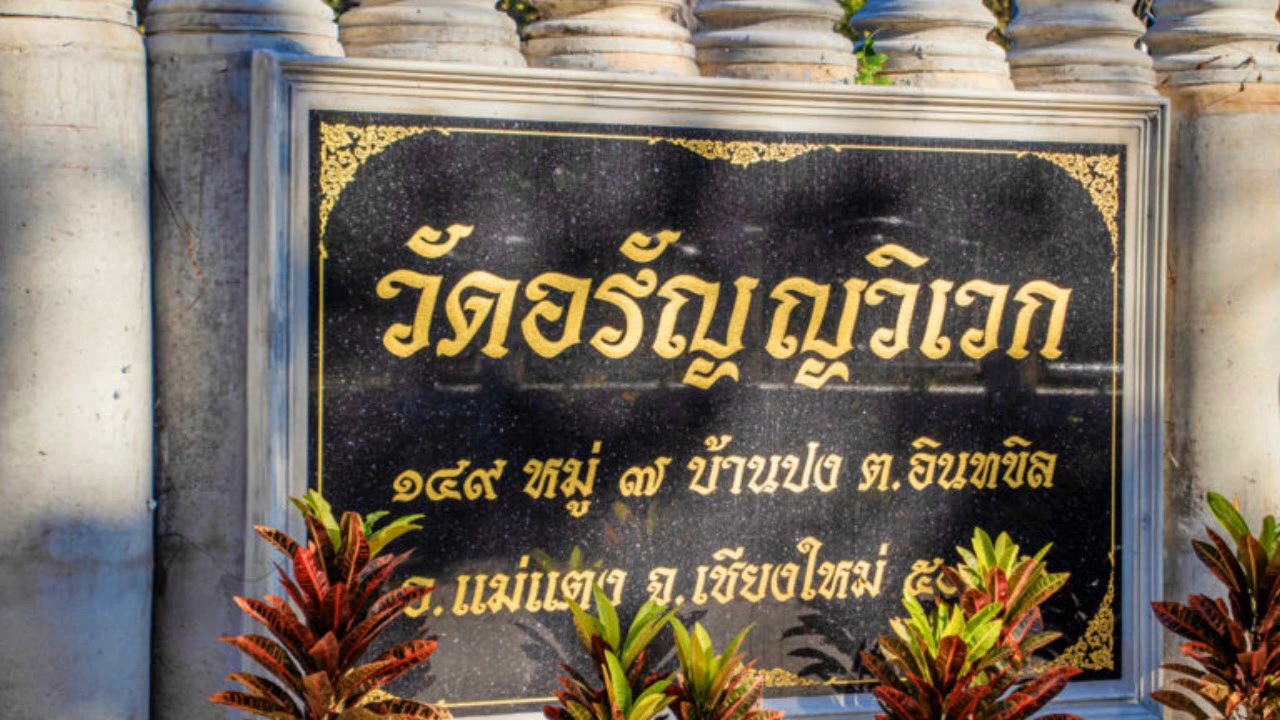 วัดอรัญญวิเวก
๑๔๙ หมู่ ๗ บ้านปง ต.อินทขิล
อ.แม่แตง จ.เชียงใหม่